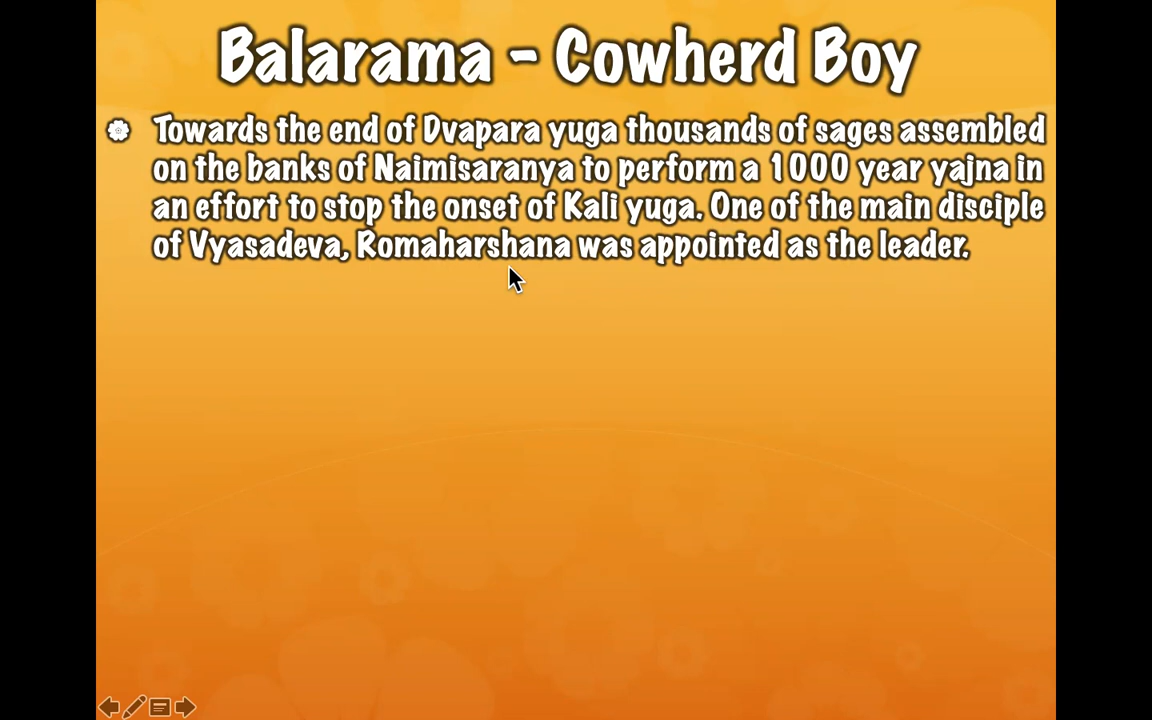 Balarama - Cowherd Boy
Towards the end of Dvapara yuga thousands of sages assembled
on the banks of Naimisaranya to perform a 1000 year yajna in
an effort to stop the onset of Kali yuga. One of the main disciple
of Vyasadeva, Romaharshana was appointed as the leader.